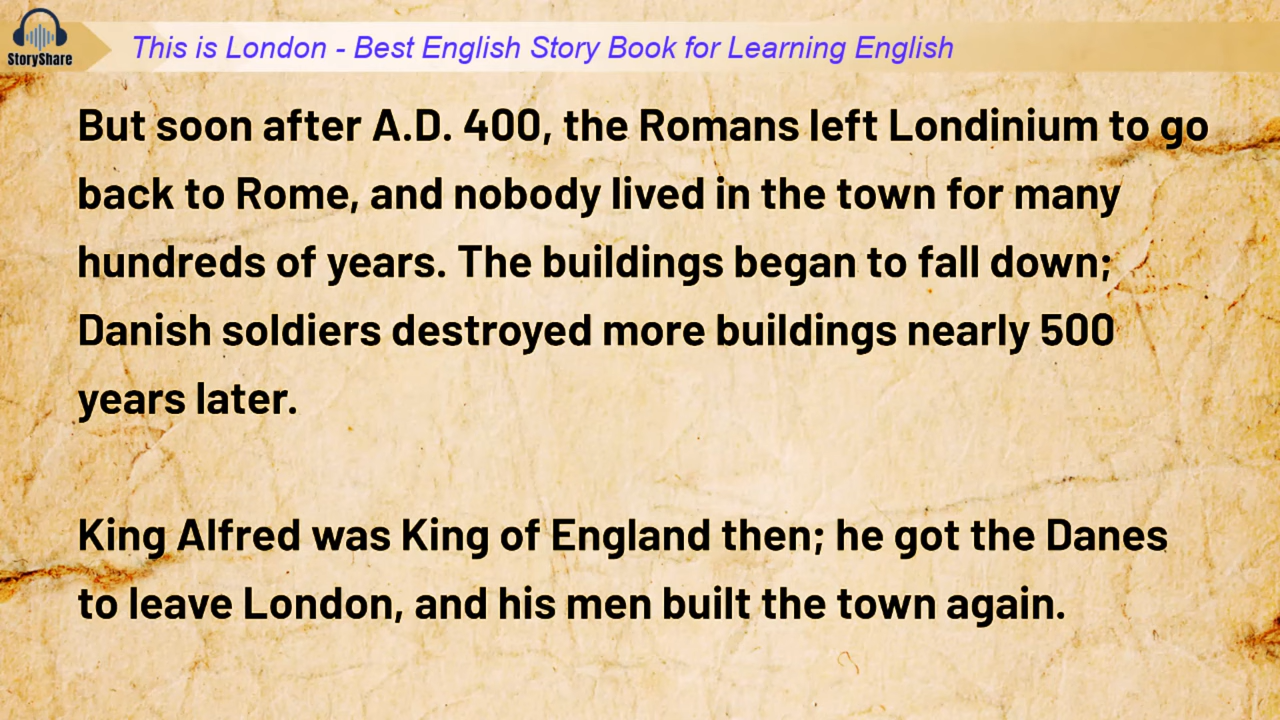 StoryShare
This is London - Best English Story Book for Learning English
But soon after A.D. 400, the Romans left Londinium to go
back to Rome, and nobody lived in the town for many
hundreds of years. The buildings began to fall down;
Danish soldiers destroyed more buildings nearly 500
years later.
King Alfred was King of England then; he got the Danes
to leave London, and his men built the town again.